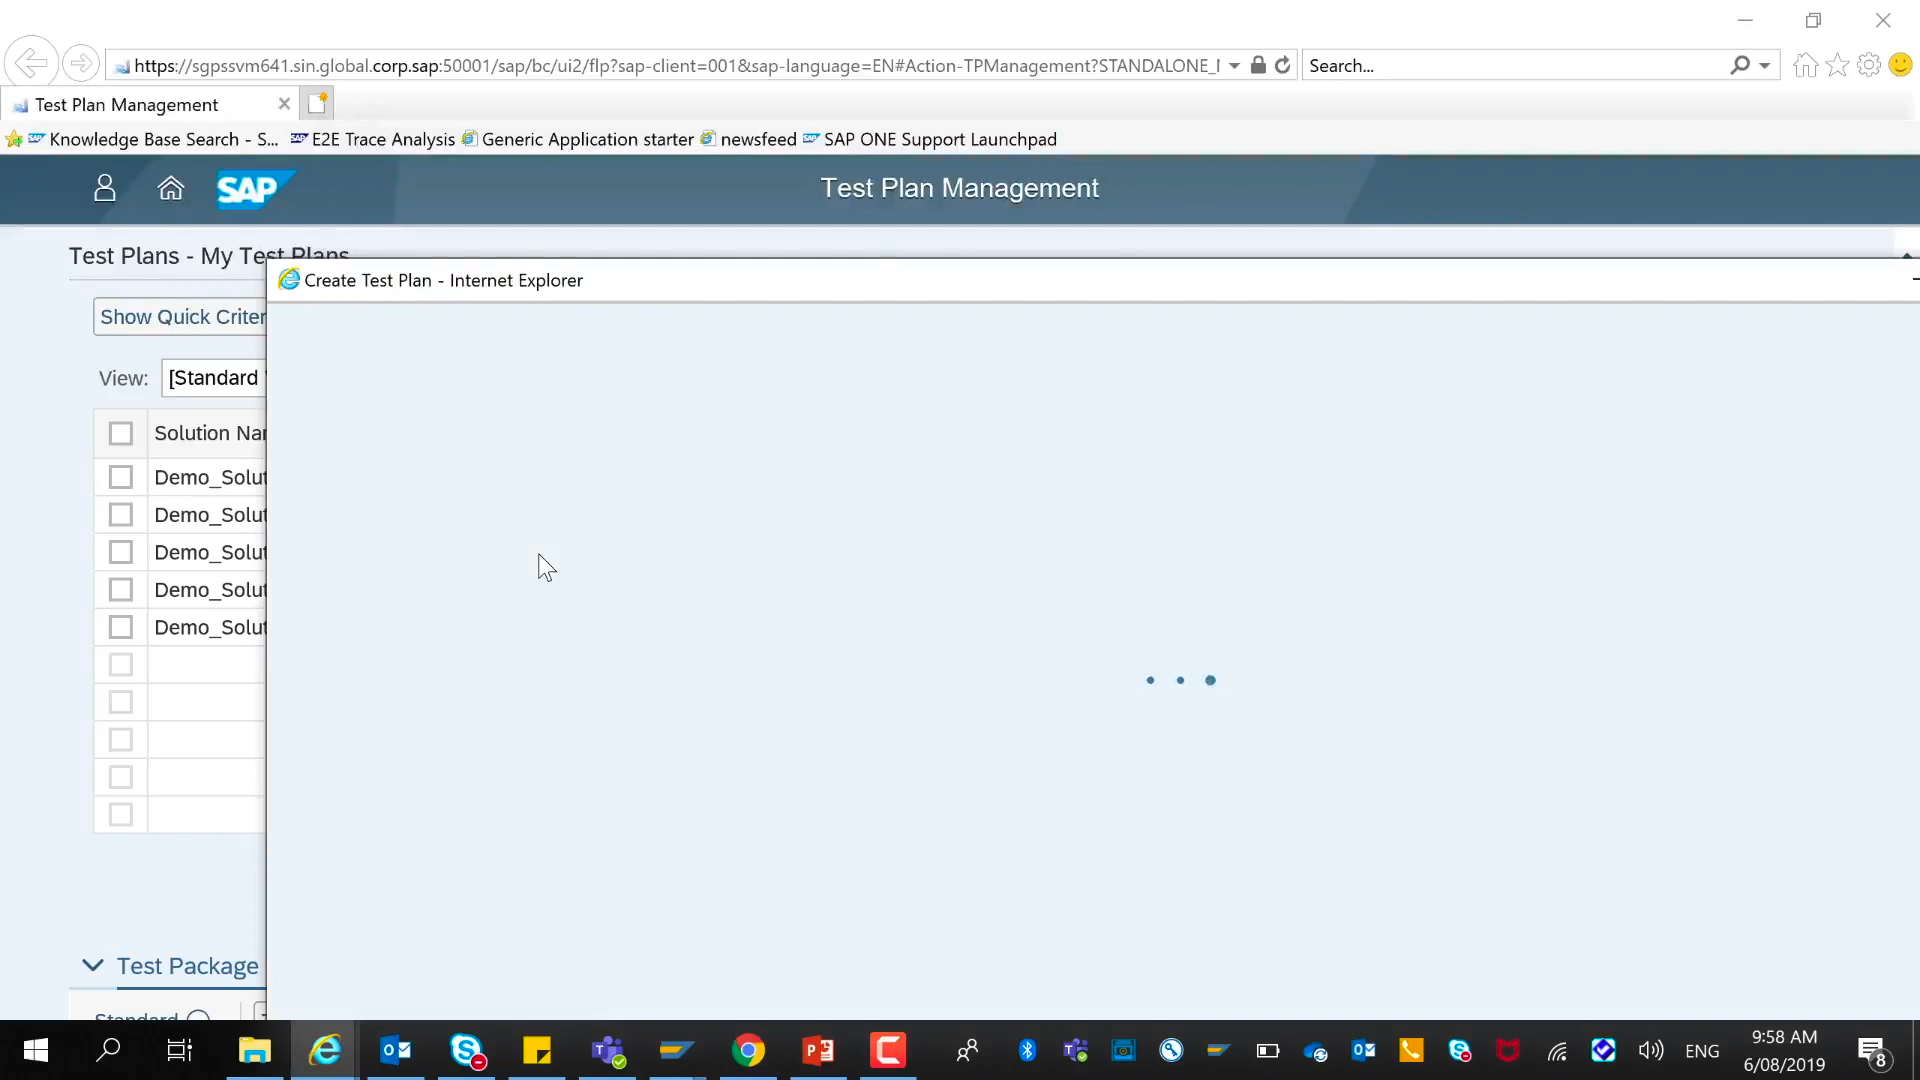 https://sgpssvm641.sin.global.corp.sap:50001/sap/bc/ui2/flp?sap-client=001&sap-language=EN#Action-TPManagement?STANDALONE_
Search...
Test Plan Management
Knowledge Base Search - S...
E2E Trace Analysis
Generic Application starter
newsfeed
SAP ONE Support Launchpad
SAP
Test Plan Management
Test Plans - My Test Plans
Create Test Plan - Internet Explorer
Show Quick Criter
View:
[Standard
Solution Nar
Demo_Solut
Demo_Solut
Demo_Solut
Demo_Solut
Demo_Solut
Test Package
Standard
ENG
9:58 AM
6/08/2019
8